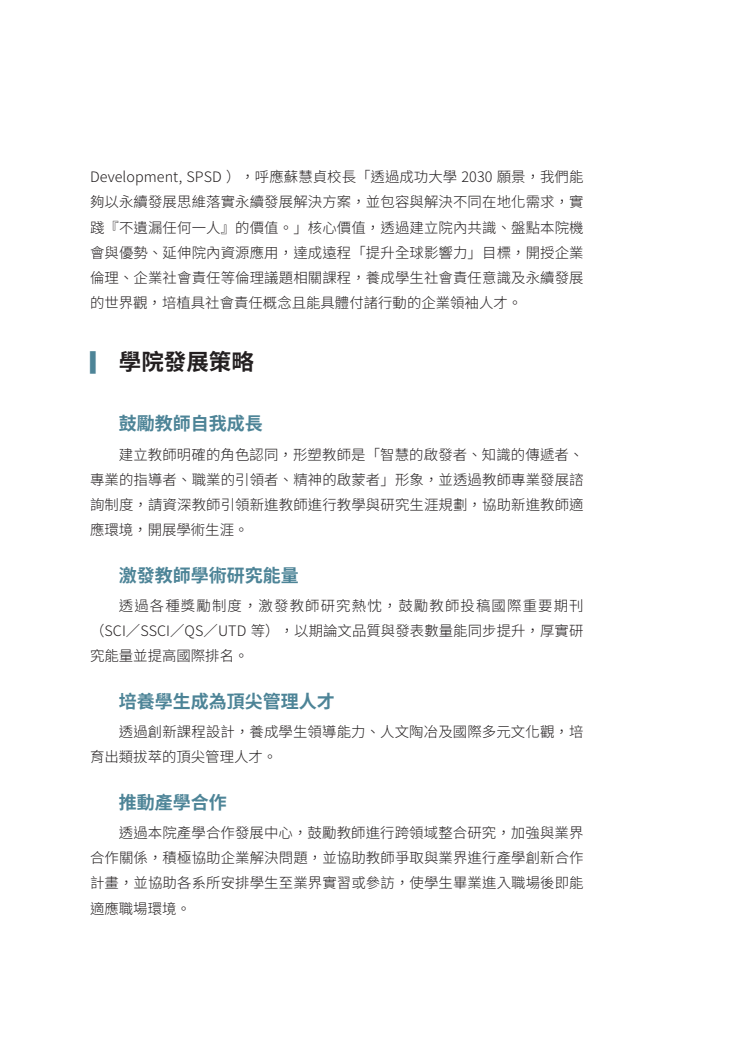 Development, SPSD ），呼應蘇慧貞校長「透過成功大學 2030 願景，我們能
夠以永續發展思維落實永續發展解決方案，並包容與解決不同在地化需求，實
踐『不遺漏任何一人』的價值。」核心價值，透過建立院內共識、盤點本院機
會與優勢、延伸院內資源應用，達成遠程「提升全球影響力」目標，開授企業
倫理、企業社會責任等倫理議題相關課程，養成學生社會責任意識及永續發展
的世界觀，培植具社會責任概念且能具體付諸行動的企業領袖人才。
學院發展策略
鼓勵教師自我成長
建立教師明確的角色認同，形塑教師是「智慧的啟發者、知識的傳遞者、
專業的指導者、職業的引領者、精神的啟蒙者」形象，並透過教師專業發展諮
詢制度，請資深教師引領新進教師進行教學與研究生涯規劃，協助新進教師適
應環境，開展學術生涯。
激發教師學術研究能量
透過各種獎勵制度，激發教師研究熱忱，鼓勵教師投稿國際重要期刊
（SCI／SSCI／QS／UTD 等），以期論文品質與發表數量能同步提升，厚實研
究能量並提高國際排名。
培養學生成為頂尖管理人才
透過創新課程設計，養成學生領導能力、人文陶冶及國際多元文化觀，培
育出類拔萃的頂尖管理人才。
推動產學合作
透過本院產學合作發展中心，鼓勵教師進行跨領域整合研究，加強與業界
合作關係，積極協助企業解決問題，並協助教師爭取與業界進行產學創新合作
計畫，並協助各系所安排學生至業界實習或參訪，使學生畢業進入職場後即能
適應職場環境。